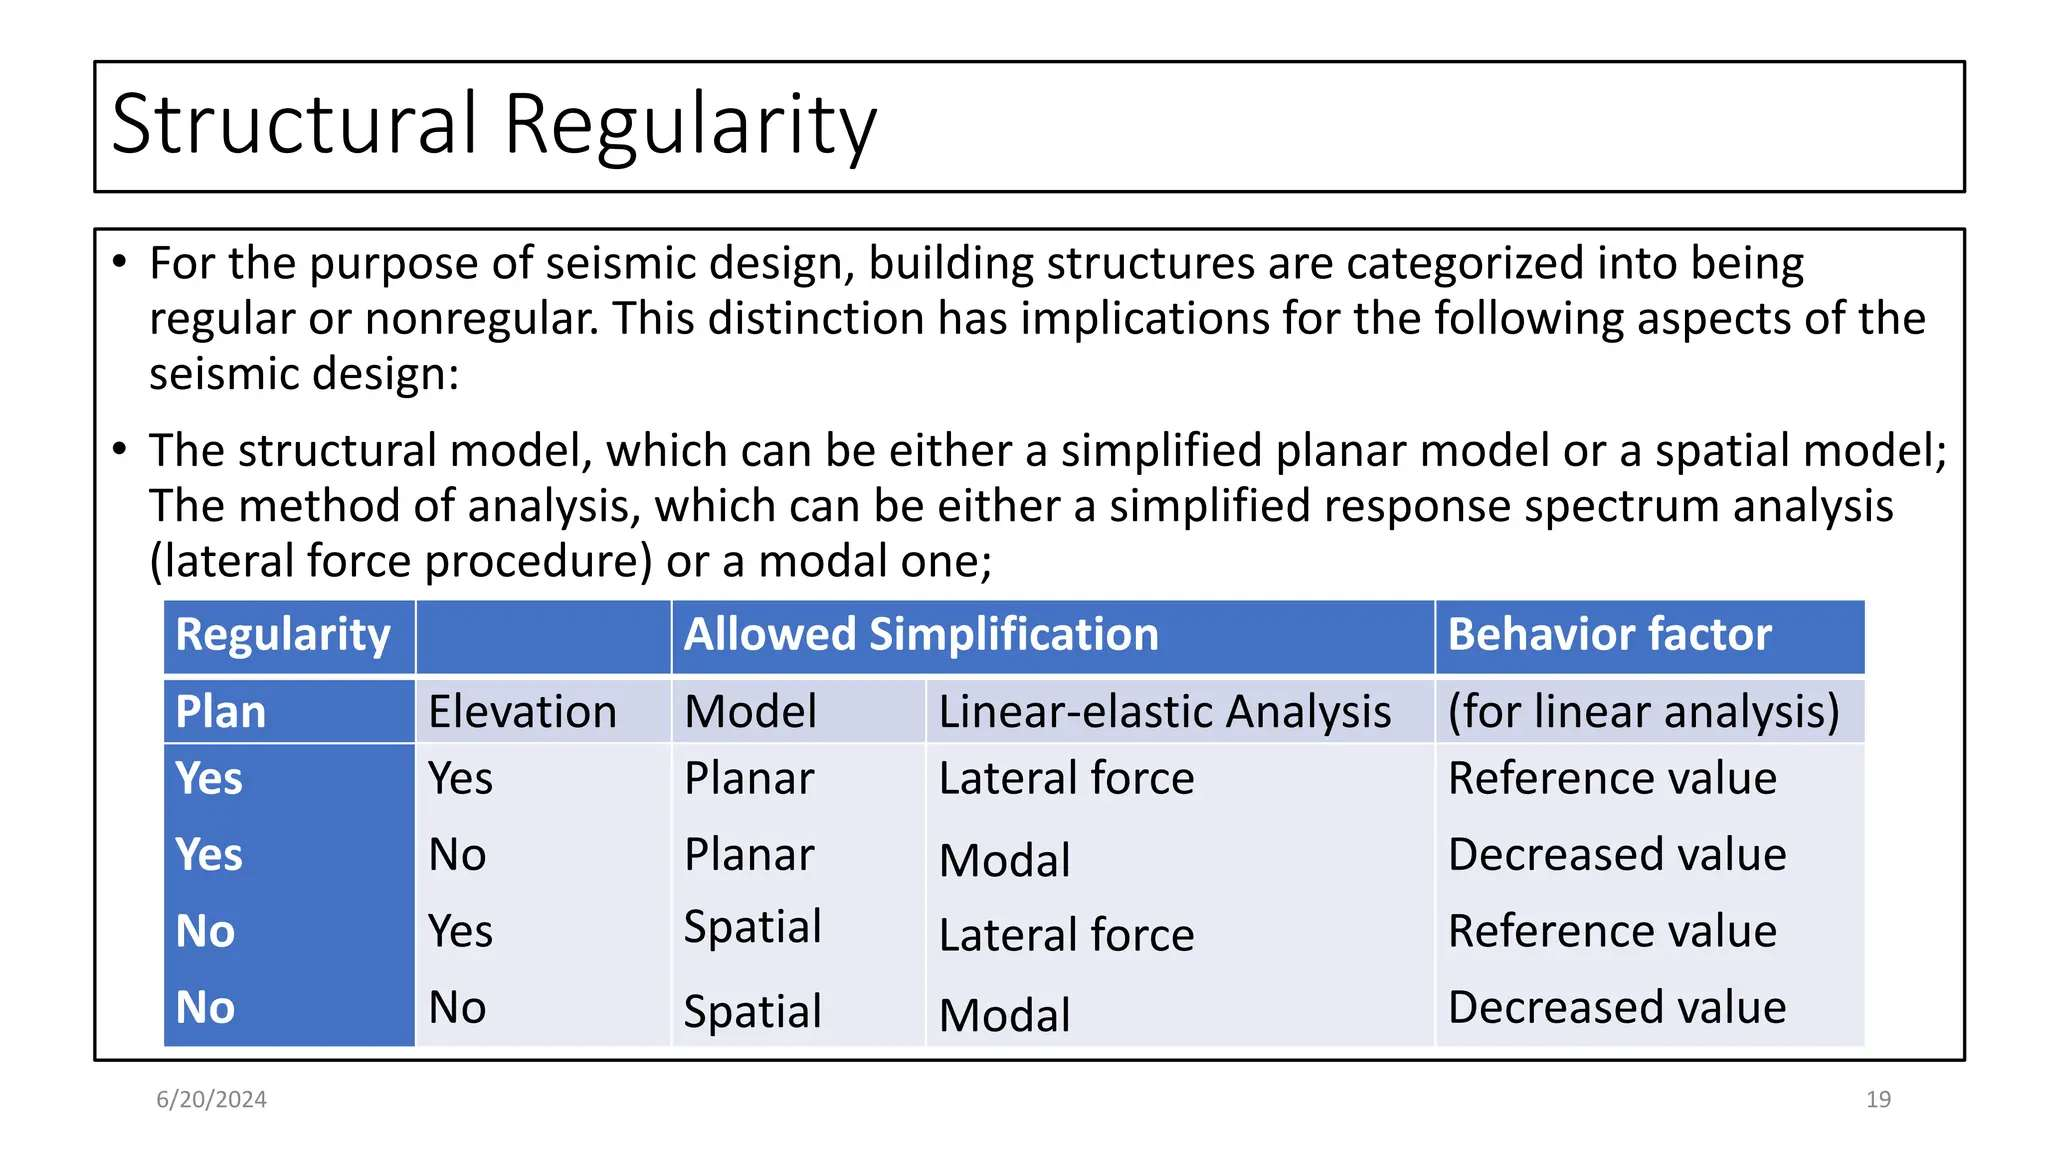 Structural Regularity
• For the purpose of seismic design, building structures are categorized into being
regular or nonregular. This distinction has implications for the following aspects of the
seismic design:
• The structural model, which can be either a simplified planar model or a spatial model;
The method of analysis, which can be either a simplified response spectrum analysis
(lateral force procedure) or a modal one;
Regularity Allowed Simplification Behavior factor
Plan Elevation Model Linear-elastic Analysis (for linear analysis)
Yes Yes Planar Lateral force Reference value
Yes No Planar Modal Decreased value
No Yes Spatial Lateral force Reference value
No No Spatial Modal Decreased value
6/20/2024 19